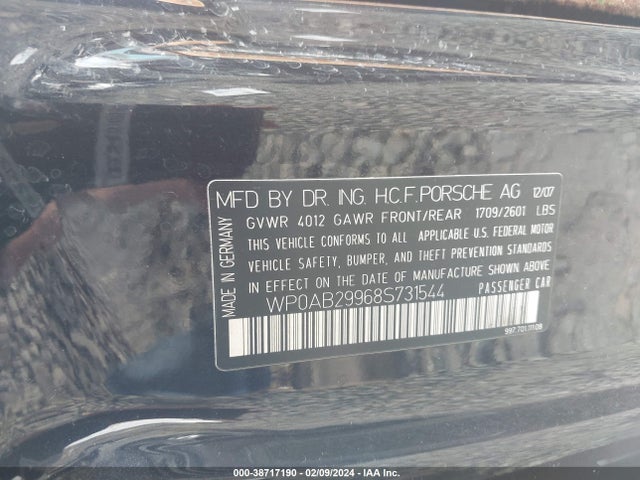 MADE IN GERMANY
MFD BY DR. ING. H.C.F. PORSCHE AG 12/07
GVWR 4012 GAWR FRONT/REAR 1709/2601 LBS
THIS VEHICLE CONFORMS TO ALL APPLICABLE U.S. FEDERAL MOTOR
VEHICLE SAFETY, BUMPER, AND THEFT PREVENTION STANDARDS
IN EFFECT ON THE DATE OF MANUFACTURE SHOWN ABOVE
WP0AB29968S731544 PASSENGER CAR
000-38717190 - 02/09/2024 - IAA Inc.